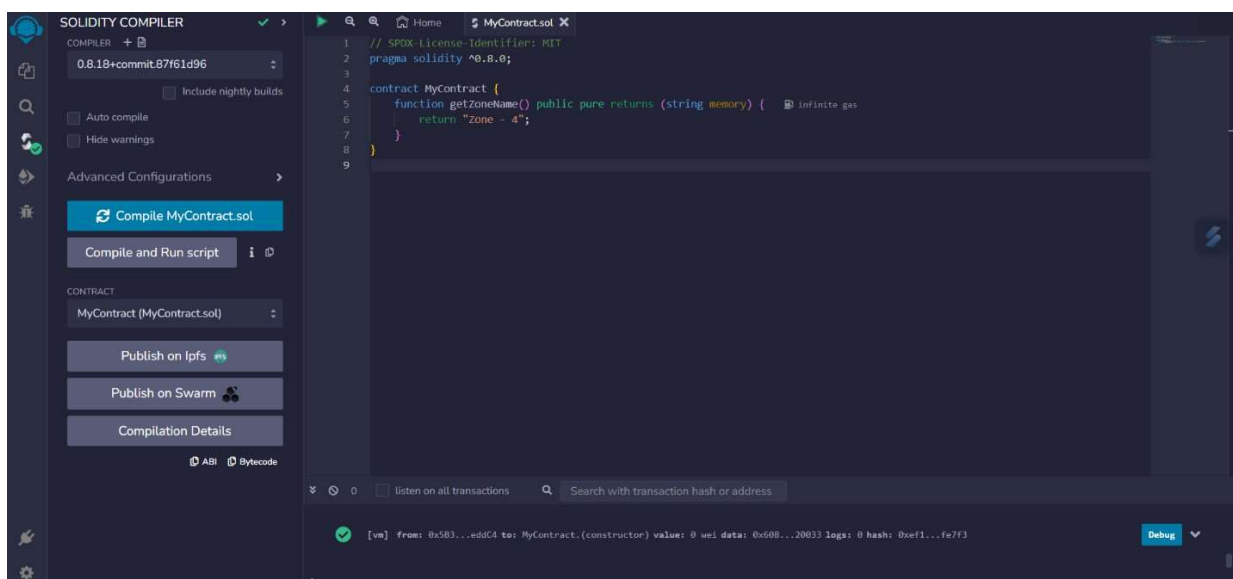 SOLIDITY COMPILER
COMPILER +
0.8.18+commit.87f61d96
Include nightly builds
Auto compile
Hide warnings
Advanced Configurations
Compile MyContract.sol
Compile and Run script i
CONTRACT
MyContract (MyContract.sol)
Publish on Ipfs
Publish on Swarm
Compilation Details
ABI Bytecode
Home MyContract.sol
1 // SPDX-License-Identifier: MIT
2 pragma solidity ^0.8.0;
3
4 contract MyContract {
5 function getZoneName() public pure returns (string memory) { infinite gas
6 return "Zone - 4";
7 }
8 }
9
0 listen on all transactions Search with transaction hash or address
[vm] from: 0x5B3...eddC4 to: MyContract.(constructor) value: 0 wei data: 0x608...20033 logs: 0 hash: 0xef1...fe7f3 Debug